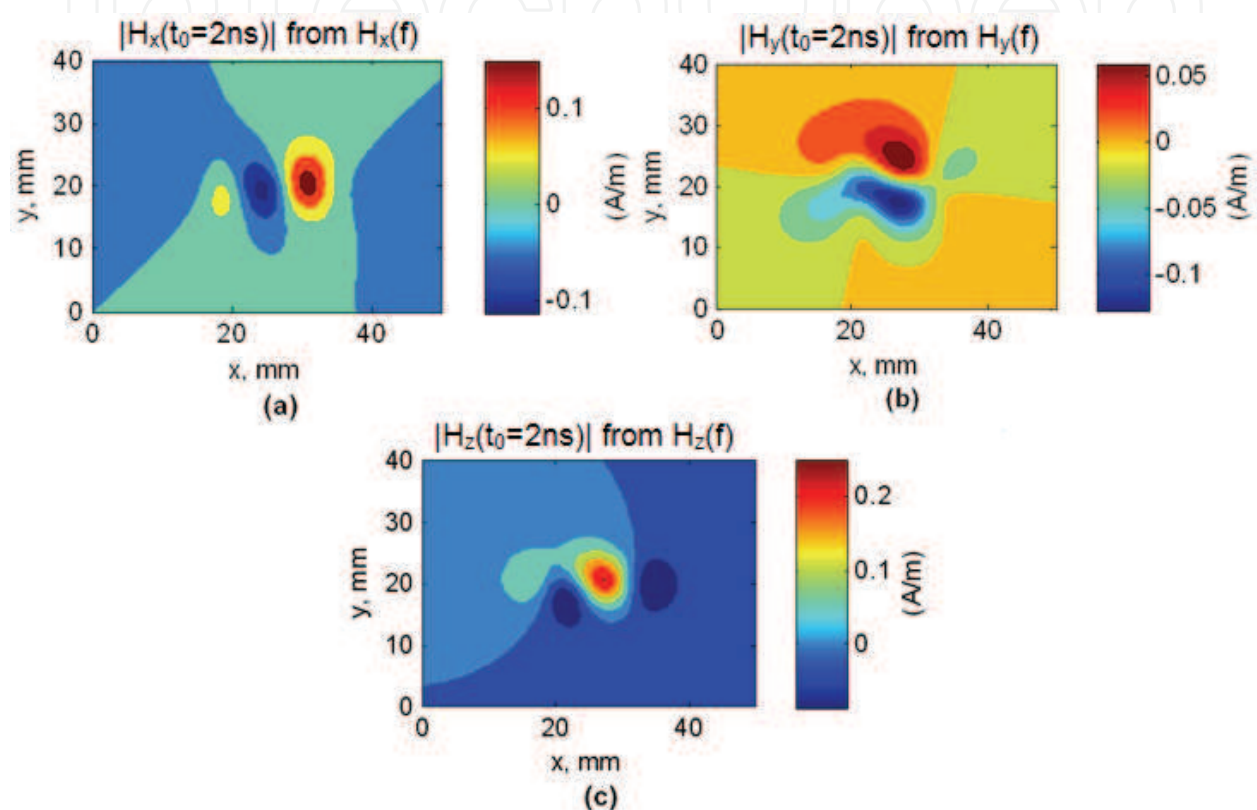 |Hx(t0=2ns)| from Hx(f)
|Hy(t0=2ns)| from Hy(f)
40
30
20
10
0
0
20
40
y, mm
x, mm
(a)
0.1
0
-0.1
(A/m)
40
30
20
10
0
0
20
40
y, mm
x, mm
(b)
0.05
0
-0.05
-0.1
(A/m)
|Hz(t0=2ns)| from Hz(f)
40
30
20
10
0
0
20
40
y, mm
x, mm
(c)
0.2
0.1
0
(A/m)